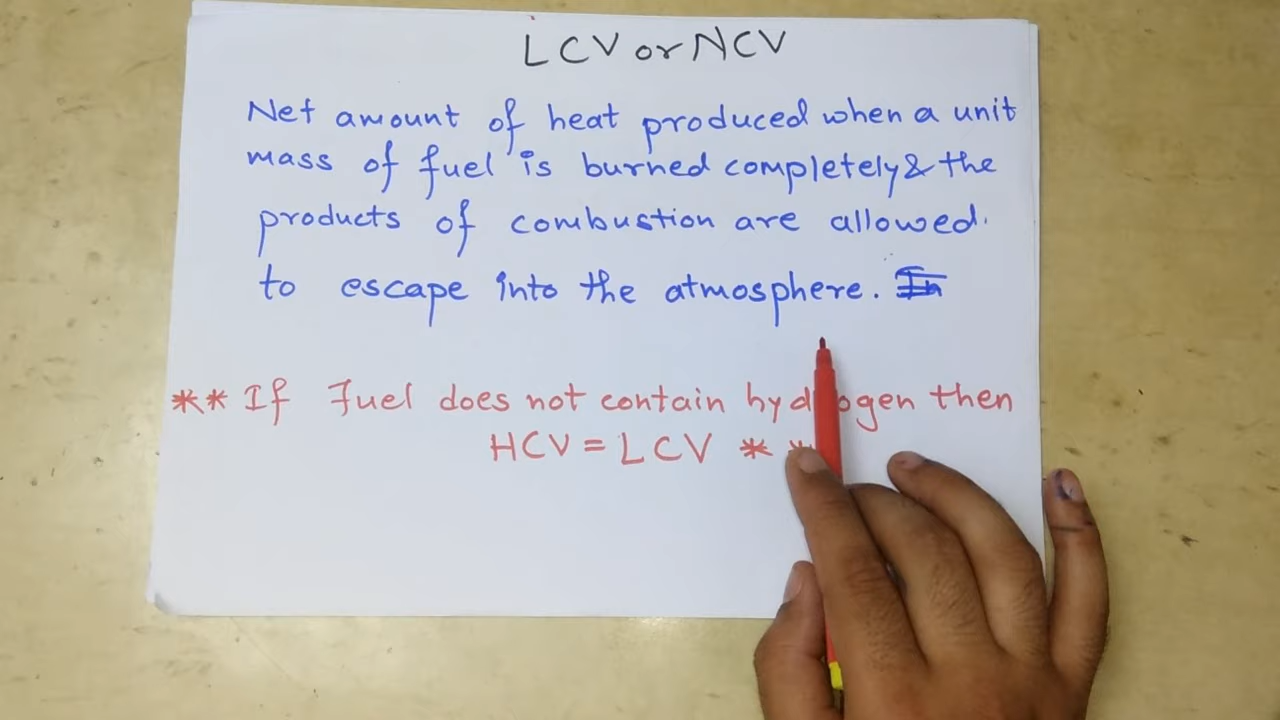 LCV or NCV
Net amount of heat produced when a unit
mass of fuel is burned completely & the
products of combustion are allowed.
to escape into the atmosphere. In
** If Fuel does not contain hydrogen then
HCV = LCV **